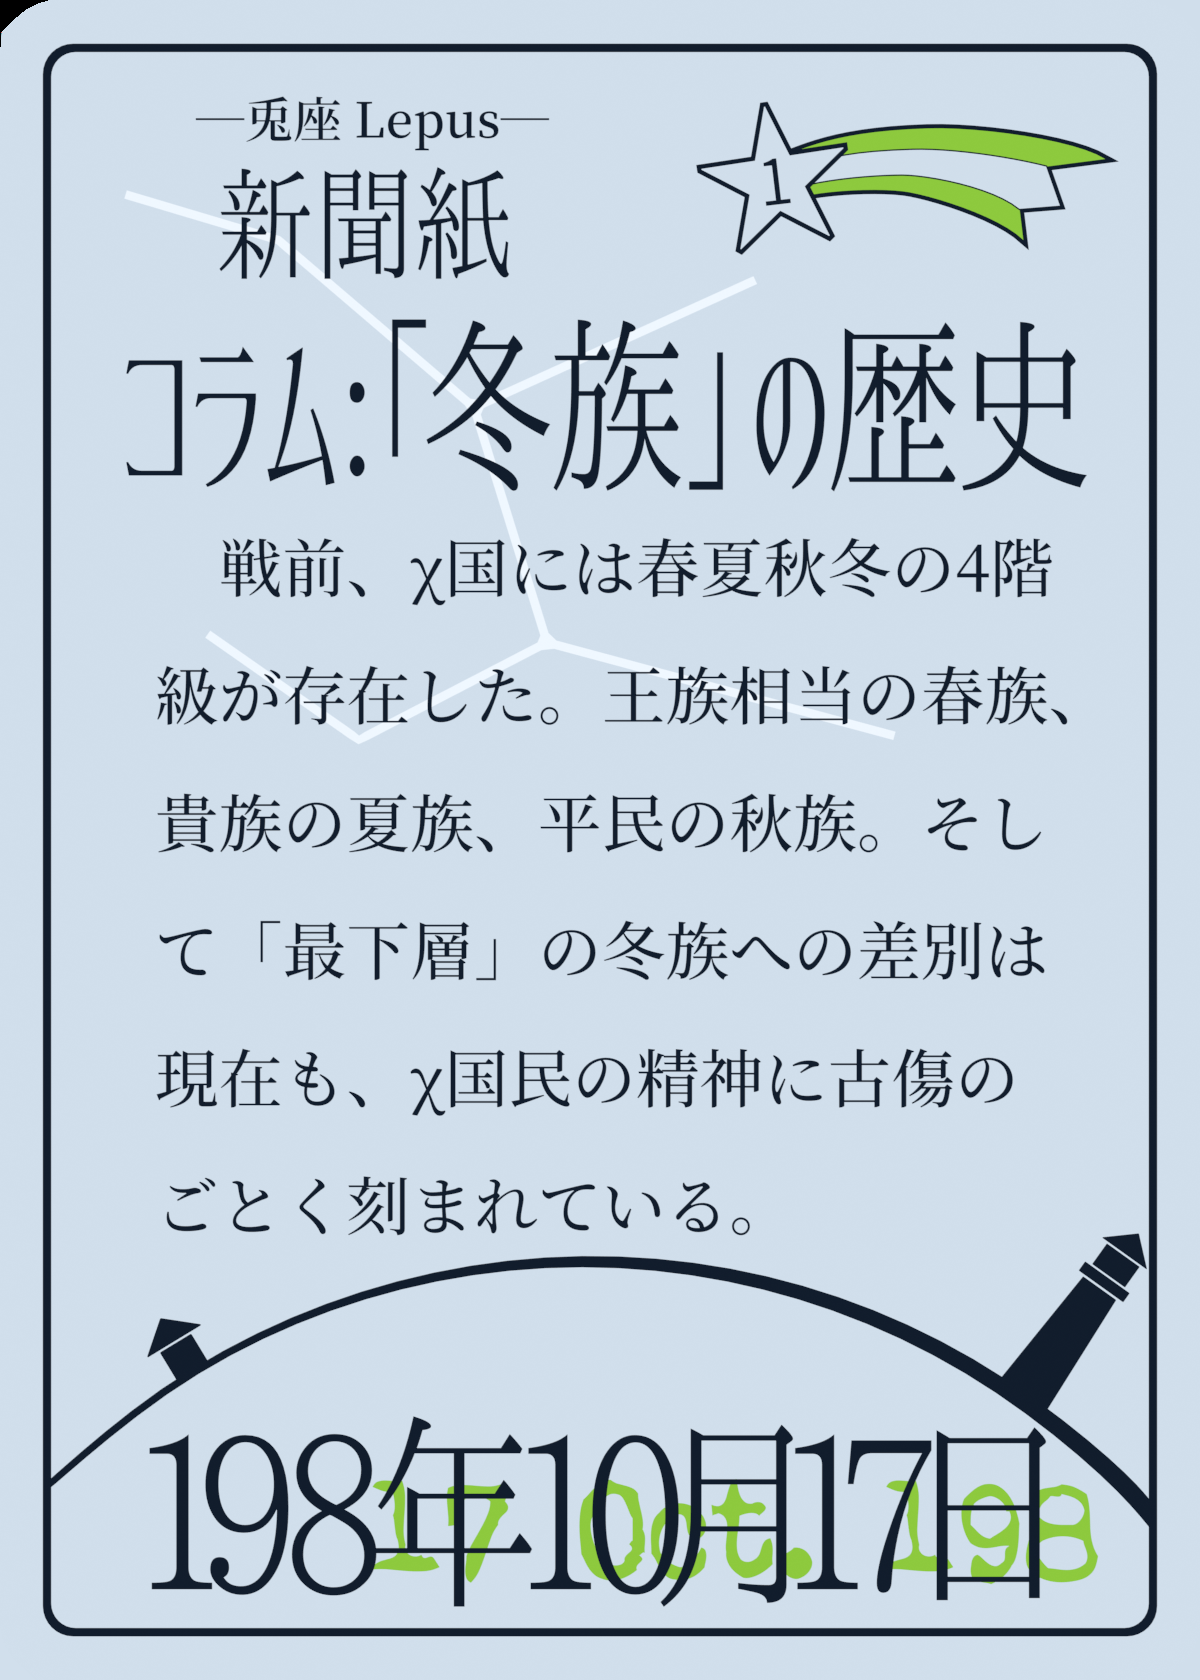 ―兎座 Lepus―
新聞紙
1
コラム:「冬族」の歴史
戦前、χ国には春夏秋冬の4階
級が存在した。王族相当の春族、
貴族の夏族、平民の秋族。そし
て「最下層」の冬族への差別は
現在も、χ国民の精神に古傷の
ごとく刻まれている。
198年10月17日
17 Oct. 198